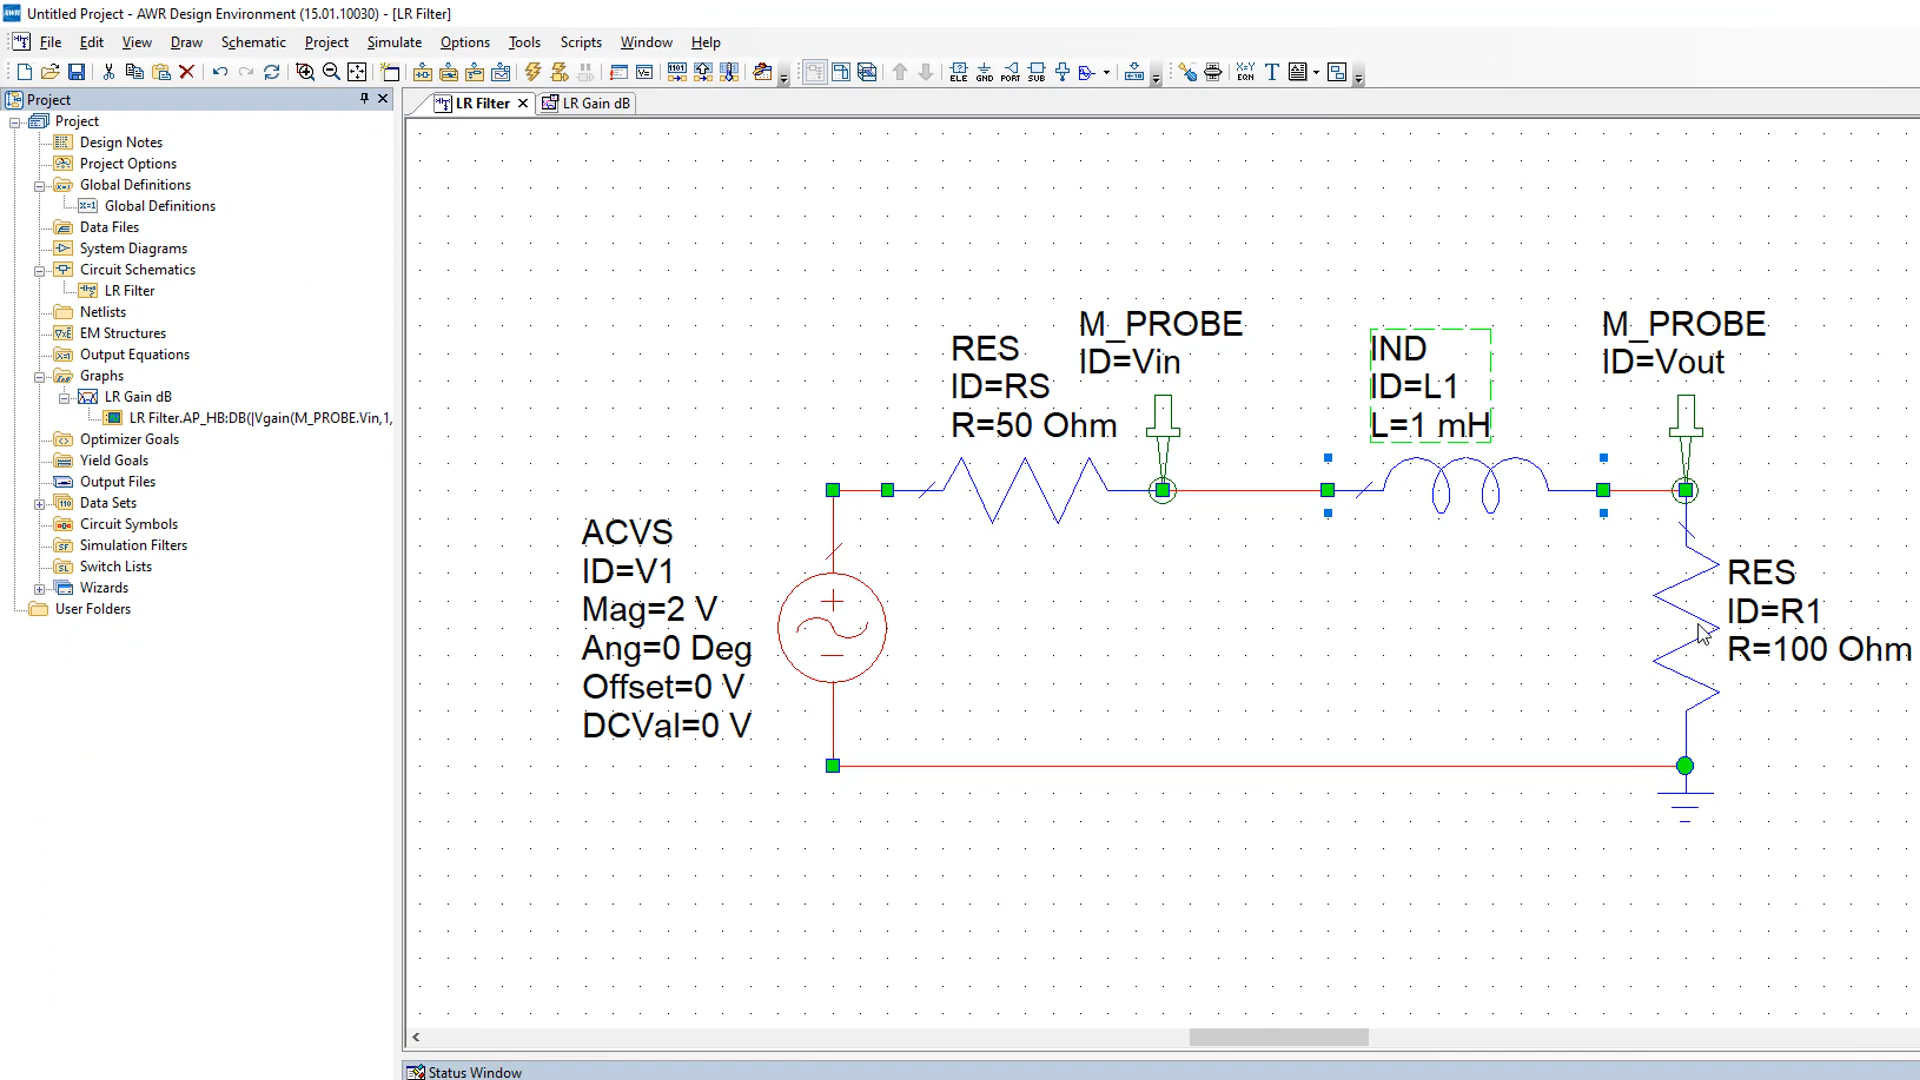 Untitled Project - AWR Design Environment (15.01.10030) - [LR Filter]
File Edit View Draw Schematic Project Simulate Options Tools Scripts Window Help
ELE GND PORT SUB X=Y EQN T
Project
LR Filter LR Gain dB
Project
Design Notes
Project Options
Global Definitions
Global Definitions
Data Files
System Diagrams
Circuit Schematics
LR Filter
Netlists
EM Structures
Output Equations
Graphs
LR Gain dB
LR Filter.AP_HB:DB(|Vgain(M_PROBE.Vin,1,
Optimizer Goals
Yield Goals
Output Files
Data Sets
Circuit Symbols
Simulation Filters
Switch Lists
Wizards
User Folders
ACVS
ID=V1
Mag=2 V
Ang=0 Deg
Offset=0 V
DCVal=0 V
RES
ID=RS
R=50 Ohm
M_PROBE
ID=Vin
IND
ID=L1
L=1 mH
M_PROBE
ID=Vout
RES
ID=R1
R=100 Ohm
Status Window